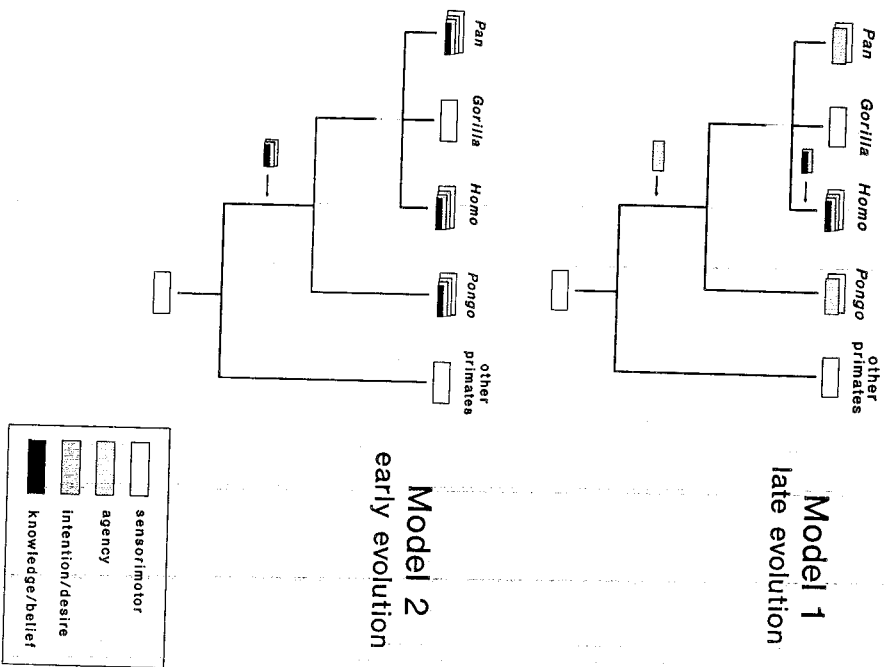 Pan
Gorilla
Homo
Pongo
other
primates
Model 1
late evolution
Pan
Gorilla
Homo
Pongo
other
primates
Model 2
early evolution
sensorimotor
agency
intention/desire
knowledge/belief